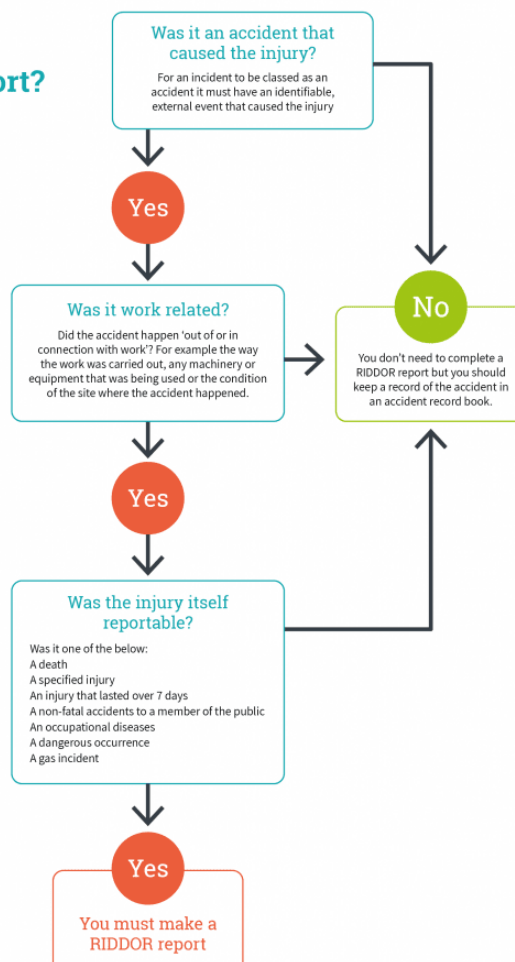 Was it an accident that
caused the injury?
For an incident to be classed as an
accident it must have an identifiable,
external event that caused the injury
ort?
Yes
Was it work related?
Did the accident happen ‘out of or in
connection with work’? For example the way
the work was carried out, any machinery or
equipment that was being used or the condition
of the site where the accident happened.
No
You don’t need to complete a
RIDDOR report but you should
keep a record of the accident in
an accident record book.
Yes
Was the injury itself
reportable?
Was it one of the below:
A death
A specified injury
An injury that lasted over 7 days
A non-fatal accidents to a member of the public
An occupational diseases
A dangerous occurrence
A gas incident
Yes
You must make a
RIDDOR report